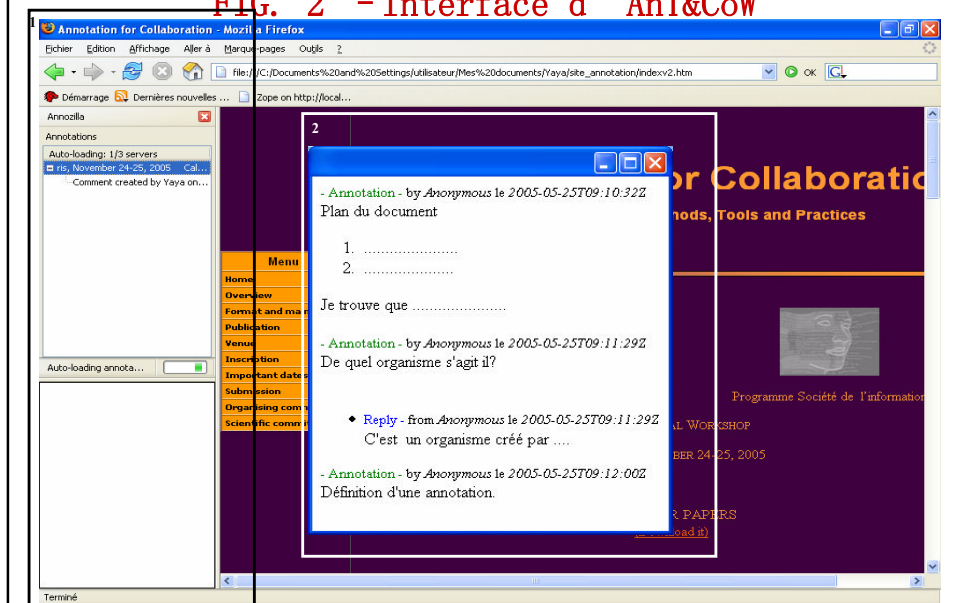 FIG. 2 - Interface d' AnT&CoW
1
Annotation for Collaboration - Mozilla Firefox
Fichier Edition Affichage Aller à Marque-pages Outils ?
file:///C:/Documents%20and%20Settings/utilisateur/Mes%20documents/Yaya/site_annotation/indexv2.htm
OK
Démarrage Dernières nouvelles ... Zope on http://local...
Annozilla
Annotations
Auto-loading: 1/3 servers
ris, November 24-25, 2005 Cal...
Comment created by Yaya on...
Auto-loading annota...
Menu
Home
Overview
Format and
Publication
Venue
Inscription
Important dates
Submission
Organising
Scientific
2
- Annotation - by Anonymous le 2005-05-25T09:10:32Z
Plan du document
1. ......................
2. .....................
Je trouve que ......................
- Annotation - by Anonymous le 2005-05-25T09:11:29Z
De quel organisme s'agit il?
• Reply - from Anonymous le 2005-05-25T09:11:29Z
C'est un organisme créé par ....
- Annotation - by Anonymous le 2005-05-25T09:12:00Z
Définition d'une annotation.
or Collaboratio
hods, Tools and Practices
Programme Société de l'information
AL WORKSHOP
BER 24-25, 2005
R PAPERS
oad it)
Terminé